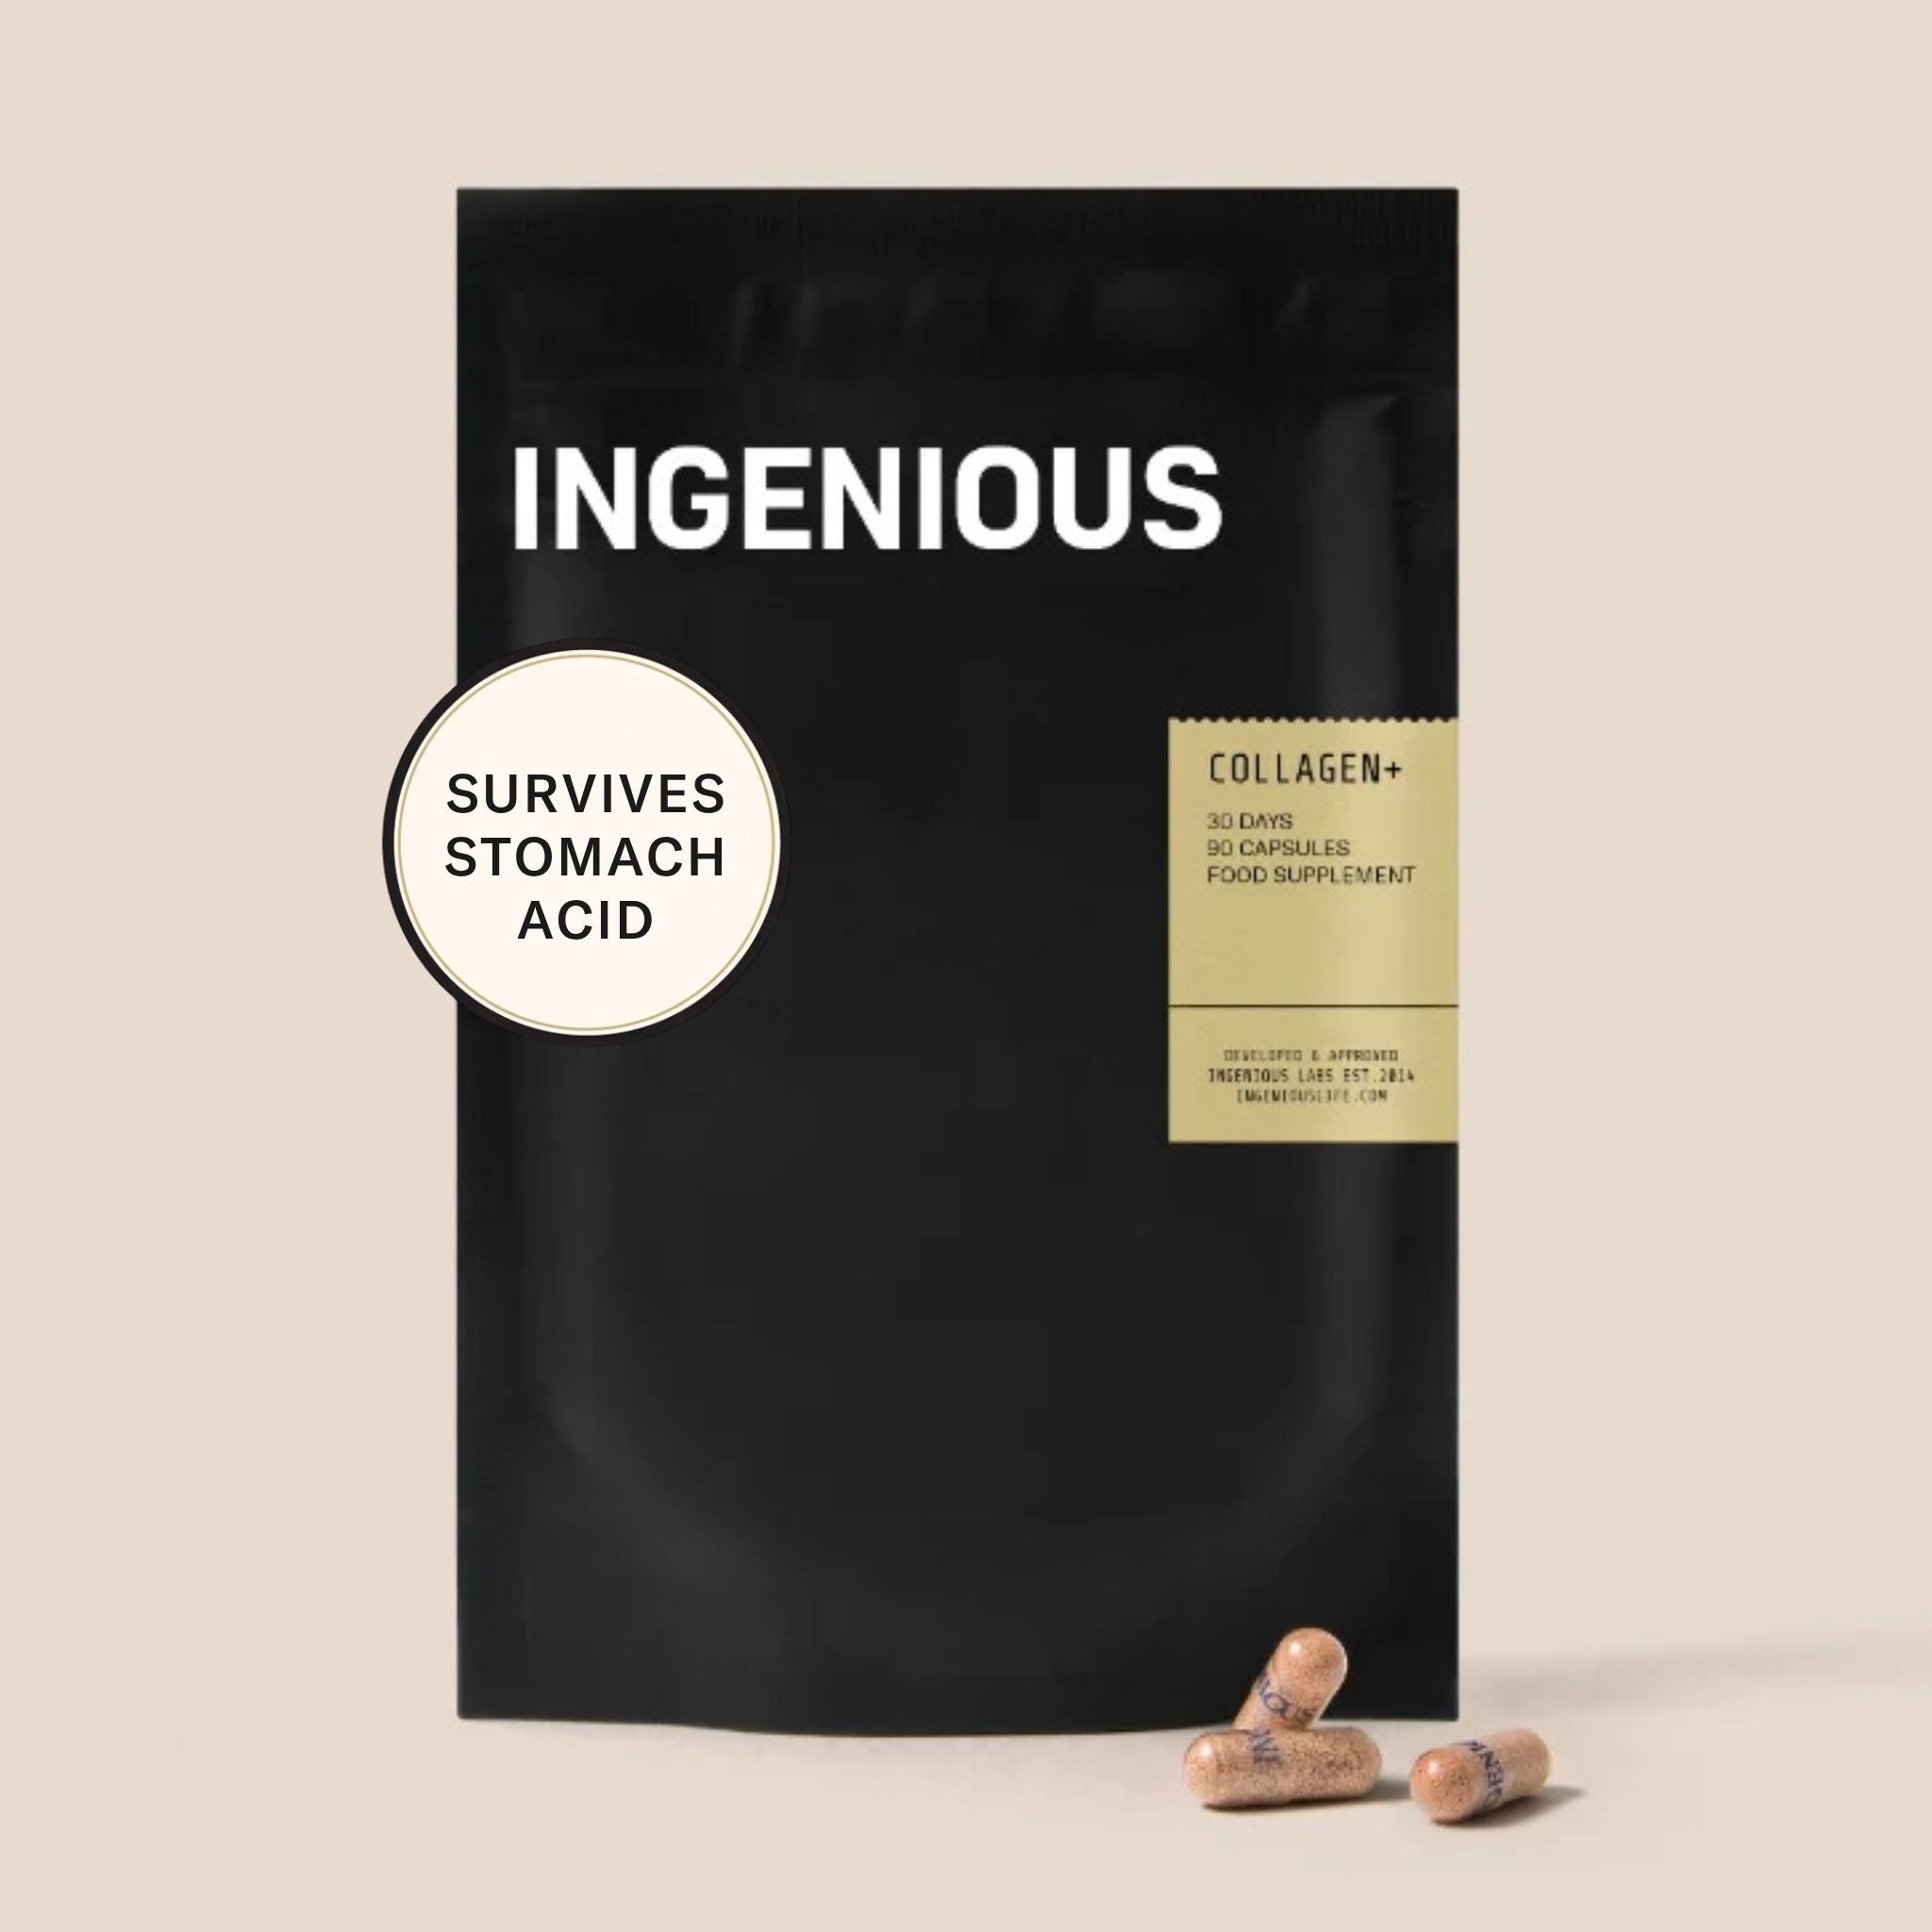 INGENIOUS
SURVIVES
STOMACH
ACID
COLLAGEN+
30 DAYS
90 CAPSULES
FOOD SUPPLEMENT
DEVELOPED & APPROVED
INGENIOUS LABS EST.2014
INGENIOUSLIFE.COM